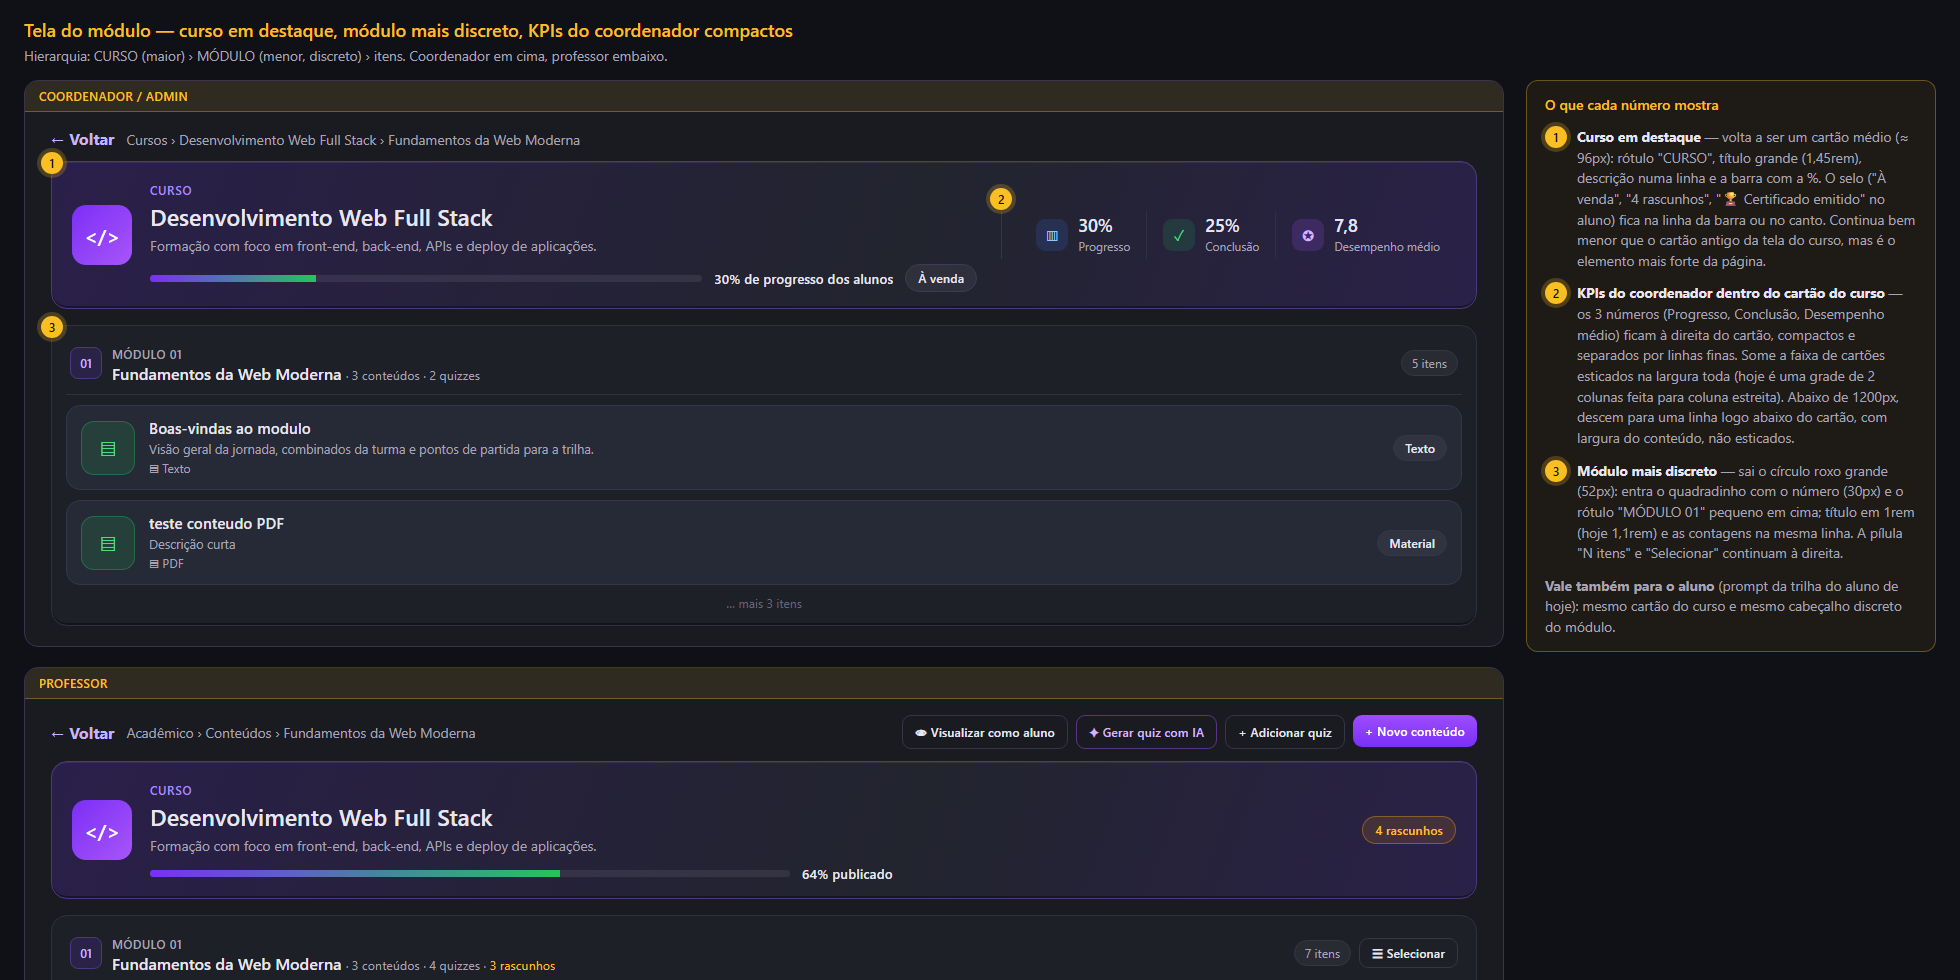 Tela do módulo — curso em destaque, módulo mais discreto, KPIs do coordenador compactos
Hierarquia: CURSO (maior) › MÓDULO (menor, discreto) › itens. Coordenador em cima, professor embaixo.
COORDENADOR / ADMIN
← Voltar Cursos › Desenvolvimento Web Full Stack › Fundamentos da Web Moderna
1
CURSO
</>
Desenvolvimento Web Full Stack
Formação com foco em front-end, back-end, APIs e deploy de aplicações.
30% de progresso dos alunos À venda
2
30%
Progresso
✓
25%
Conclusão
7,8
Desempenho médio
3
01
MÓDULO 01
Fundamentos da Web Moderna · 3 conteúdos · 2 quizzes
5 itens
Boas-vindas ao modulo
Visão geral da jornada, combinados da turma e pontos de partida para a trilha.
Texto
Texto
teste conteudo PDF
Descrição curta
PDF
Material
... mais 3 itens
PROFESSOR
← Voltar Acadêmico › Conteúdos › Fundamentos da Web Moderna
Visualizar como aluno
✦ Gerar quiz com IA
+ Adicionar quiz
+ Novo conteúdo
CURSO
</>
Desenvolvimento Web Full Stack
Formação com foco em front-end, back-end, APIs e deploy de aplicações.
64% publicado
4 rascunhos
01
MÓDULO 01
Fundamentos da Web Moderna · 3 conteúdos · 4 quizzes · 3 rascunhos
7 itens
☰ Selecionar
O que cada número mostra
1 Curso em destaque — volta a ser um cartão médio (≈
96px): rótulo "CURSO", título grande (1,45rem),
descrição numa linha e a barra com a %. O selo ("À
venda", "4 rascunhos", "🏆 Certificado emitido" no
aluno) fica na linha da barra ou no canto. Continua bem
menor que o cartão antigo da tela do curso, mas é o
elemento mais forte da página.
2 KPIs do coordenador dentro do cartão do curso —
os 3 números (Progresso, Conclusão, Desempenho
médio) ficam à direita do cartão, compactos e
separados por linhas finas. Some a faixa de cartões
esticados na largura toda (hoje é uma grade de 2
colunas feita para coluna estreita). Abaixo de 1200px,
descem para uma linha logo abaixo do cartão, com
largura do conteúdo, não esticados.
3 Módulo mais discreto — sai o círculo roxo grande
(52px): entra o quadradinho com o número (30px) e o
rótulo "MÓDULO 01" pequeno em cima; título em 1rem
(hoje 1,1rem) e as contagens na mesma linha. A pílula
"N itens" e "Selecionar" continuam à direita.
Vale também para o aluno (prompt da trilha do aluno de
hoje): mesmo cartão do curso e mesmo cabeçalho discreto
do módulo.